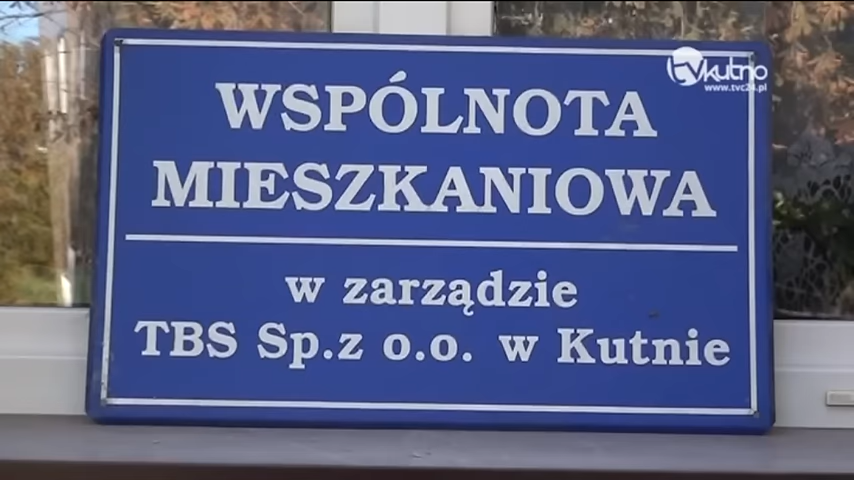 tvkutno
www.tvc24.pl
WSPÓLNOTA
MIESZKANIOWA
w zarządzie
TBS Sp.z o.o. w Kutnie